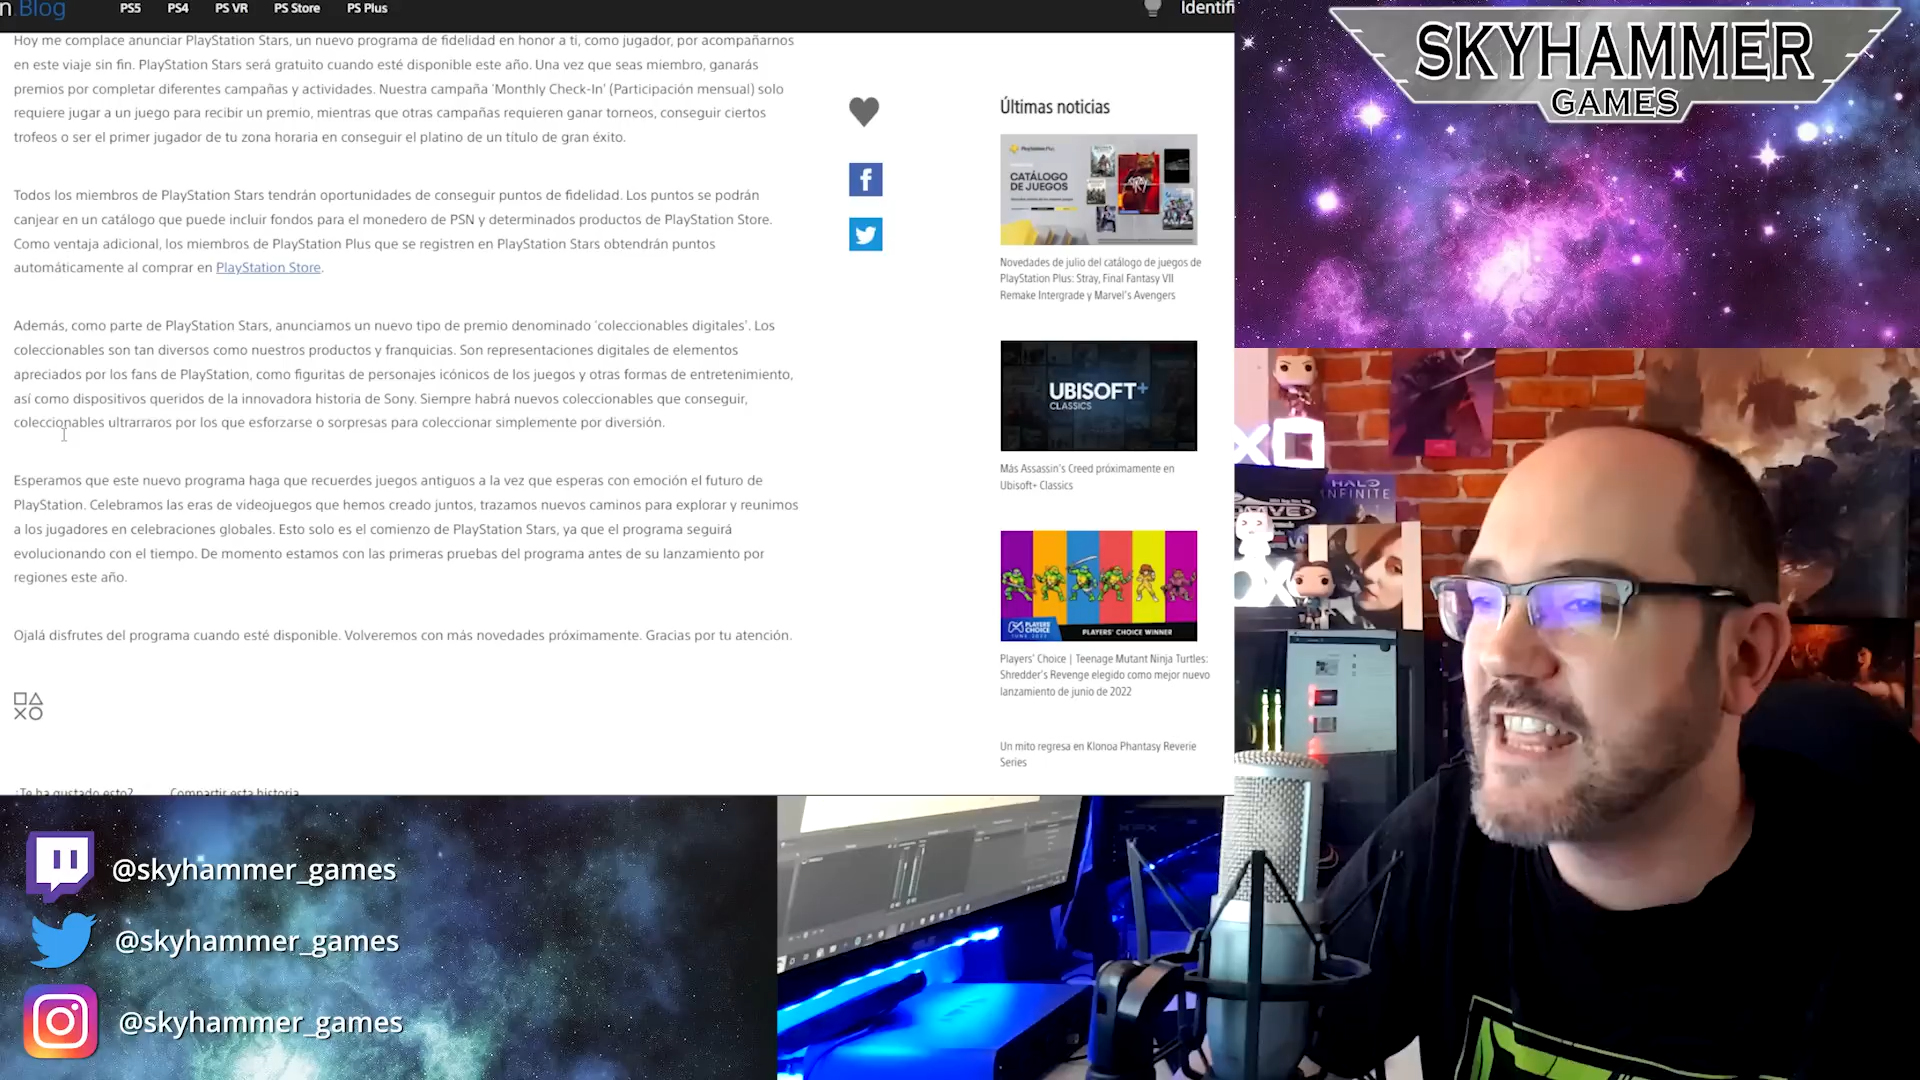 n.Blog
PS5 PS4 PS VR PS Store PS Plus
Identifi
Hoy me complace anunciar PlayStation Stars, un nuevo programa de fidelidad en honor a ti, como jugador, por acompañarnos
en este viaje sin fin. PlayStation Stars será gratuito cuando esté disponible este año. Una vez que seas miembro, ganarás
premios por completar diferentes campañas y actividades. Nuestra campaña 'Monthly Check-In' (Participación mensual) solo
requiere jugar a un juego para recibir un premio, mientras que otras campañas requieren ganar torneos, conseguir ciertos
trofeos o ser el primer jugador de tu zona horaria en conseguir el platino de un título de gran éxito.
Todos los miembros de PlayStation Stars tendrán oportunidades de conseguir puntos de fidelidad. Los puntos se podrán
canjear en un catálogo que puede incluir fondos para el monedero de PSN y determinados productos de PlayStation Store.
Como ventaja adicional, los miembros de PlayStation Plus que se registren en PlayStation Stars obtendrán puntos
automáticamente al comprar en PlayStation Store.
Además, como parte de PlayStation Stars, anunciamos un nuevo tipo de premio denominado 'coleccionables digitales'. Los
coleccionables son tan diversos como nuestros productos y franquicias. Son representaciones digitales de elementos
apreciados por los fans de PlayStation, como figuritas de personajes icónicos de los juegos y otras formas de entretenimiento,
así como dispositivos queridos de la innovadora historia de Sony. Siempre habrá nuevos coleccionables que conseguir,
coleccionables ultrarraros por los que esforzarse o sorpresas para coleccionar simplemente por diversión.
Esperamos que este nuevo programa haga que recuerdes juegos antiguos a la vez que esperas con emoción el futuro de
PlayStation. Celebramos las eras de videojuegos que hemos creado juntos, trazamos nuevos caminos para explorar y reunimos
a los jugadores en celebraciones globales. Esto solo es el comienzo de PlayStation Stars, ya que el programa seguirá
evolucionando con el tiempo. De momento estamos con las primeras pruebas del programa antes de su lanzamiento por
regiones este año.
Ojalá disfrutes del programa cuando esté disponible. Volveremos con más novedades próximamente. Gracias por tu atención.
¿Te ha gustado esto? Compartir esta historia
Últimas noticias
PlayStation.Plus
CATÁLOGO
DE JUEGOS
STRAY
Novedades de julio del catálogo de juegos de
PlayStation Plus: Stray, Final Fantasy VII
Remake Intergrade y Marvel's Avengers
UBISOFT+
CLASSICS
Más Assassin's Creed próximamente en
Ubisoft+ Classics
PLAYERS'
CHOICE
JUNE 2022
PLAYERS' CHOICE WINNER
Players' Choice | Teenage Mutant Ninja Turtles:
Shredder's Revenge elegido como mejor nuevo
lanzamiento de junio de 2022
Un mito regresa en Klonoa Phantasy Reverie
Series
SKYHAMMER
GAMES
HALO
INFINITE
@skyhammer_games
@skyhammer_games
@skyhammer_games